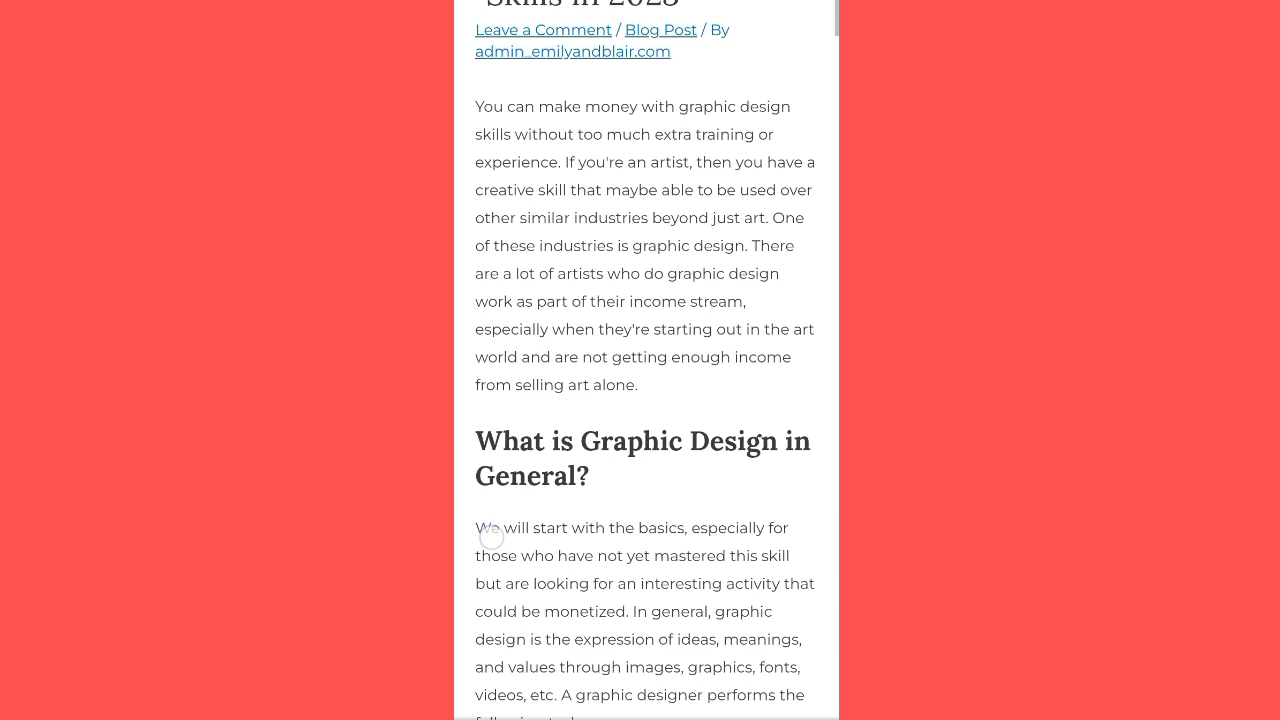 Skills in 2023
Leave a Comment / Blog Post / By
admin_emilyandblair.com
You can make money with graphic design
skills without too much extra training or
experience. If you're an artist, then you have a
creative skill that maybe able to be used over
other similar industries beyond just art. One
of these industries is graphic design. There
are a lot of artists who do graphic design
work as part of their income stream,
especially when they're starting out in the art
world and are not getting enough income
from selling art alone.
What is Graphic Design in
General?
We will start with the basics, especially for
those who have not yet mastered this skill
but are looking for an interesting activity that
could be monetized. In general, graphic
design is the expression of ideas, meanings,
and values through images, graphics, fonts,
videos, etc. A graphic designer performs the